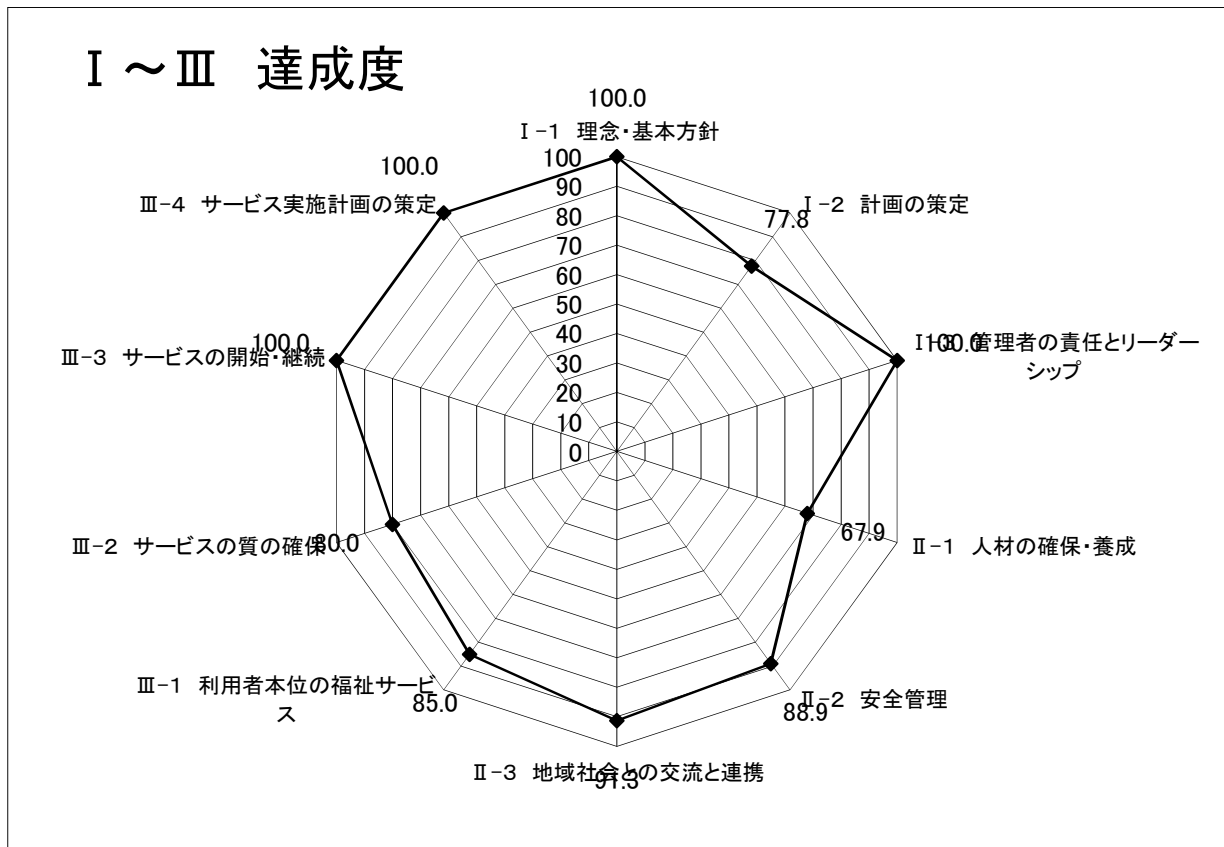 Ⅰ～Ⅲ 達成度
100.0
Ⅰ-1 理念・基本方針
100.0
Ⅲ-4 サービス実施計画の策定
77.8
Ⅰ-2 計画の策定
100
90
80
70
60
50
40
30
20
10
0
100.0
Ⅲ-3 サービスの開始・継続
100.0
Ⅰ-3 管理者の責任とリーダー
シップ
80.0
Ⅲ-2 サービスの質の確保
67.9
Ⅱ-1 人材の確保・養成
Ⅲ-1 利用者本位の福祉サービ
ス
85.0
Ⅱ-2 安全管理
88.9
Ⅱ-3 地域社会との交流と連携
91.3